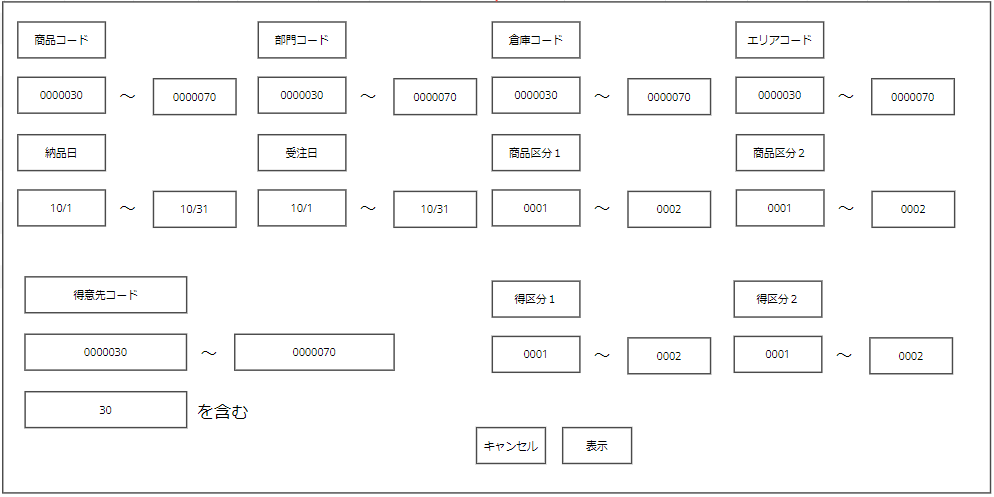 商品コード 部門コード 倉庫コード エリアコード
0000030 ～ 0000070 0000030 ～ 0000070 0000030 ～ 0000070 0000030 ～ 0000070
納品日 受注日 商品区分１ 商品区分２
10/1 ～ 10/31 10/1 ～ 10/31 0001 ～ 0002 0001 ～ 0002
得意先コード 得区分１ 得区分２
0000030 ～ 0000070 0001 ～ 0002 0001 ～ 0002
30 を含む
キャンセル 表示